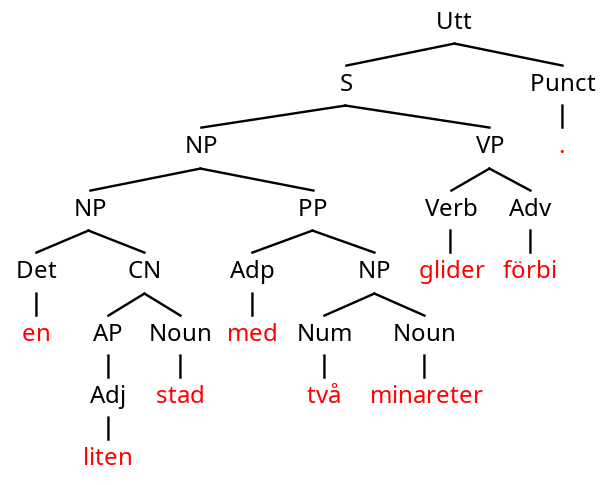 Utt
S Punct
NP VP .
NP PP Verb Adv
Det CN Adp NP glider förbi
en AP Noun med Num Noun
Adj stad två minareter
liten